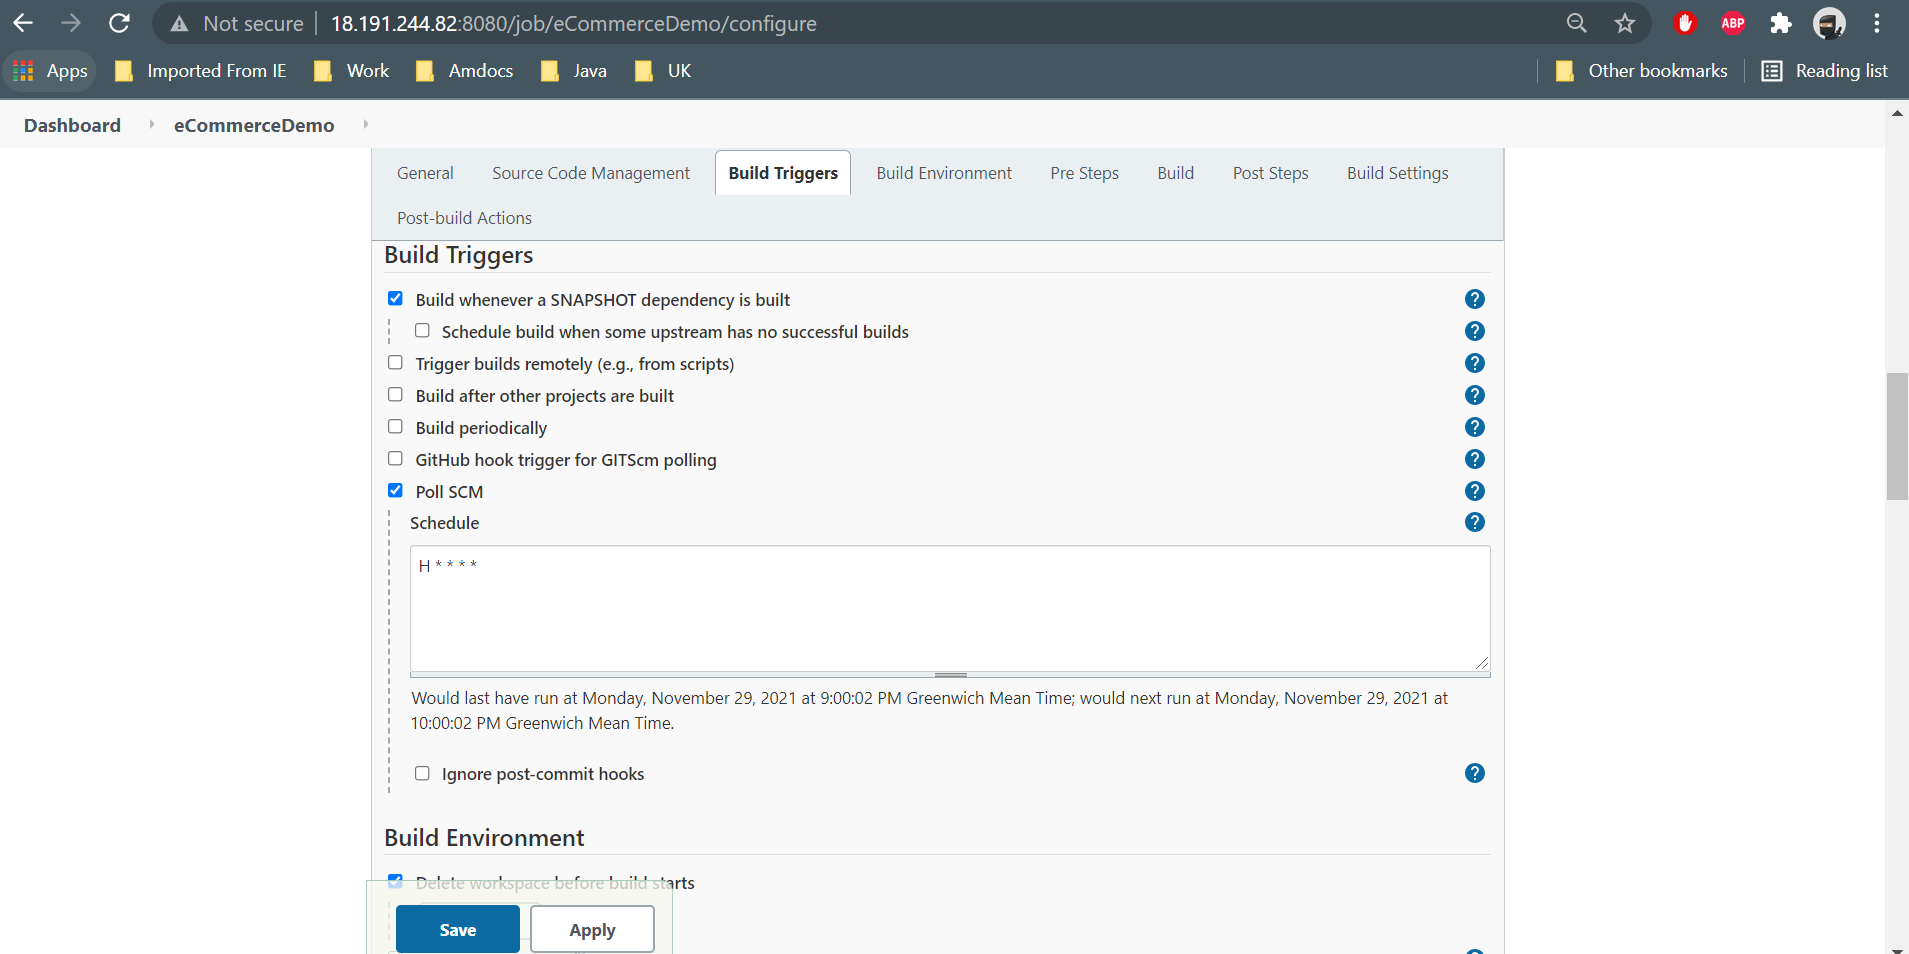 Not secure | 18.191.244.82:8080/job/eCommerceDemo/configure ABP
Apps Imported From IE Work Amdocs Java UK Other bookmarks Reading list
Dashboard eCommerceDemo
General Source Code Management Build Triggers Build Environment Pre Steps Build Post Steps Build Settings
Post-build Actions
Build Triggers
Build whenever a SNAPSHOT dependency is built ?
Schedule build when some upstream has no successful builds ?
Trigger builds remotely (e.g., from scripts) ?
Build after other projects are built ?
Build periodically ?
GitHub hook trigger for GITScm polling ?
Poll SCM ?
Schedule ?
H * * * *
Would last have run at Monday, November 29, 2021 at 9:00:02 PM Greenwich Mean Time; would next run at Monday, November 29, 2021 at
10:00:02 PM Greenwich Mean Time.
Ignore post-commit hooks ?
Build Environment
Delete workspace before build starts
Save Apply